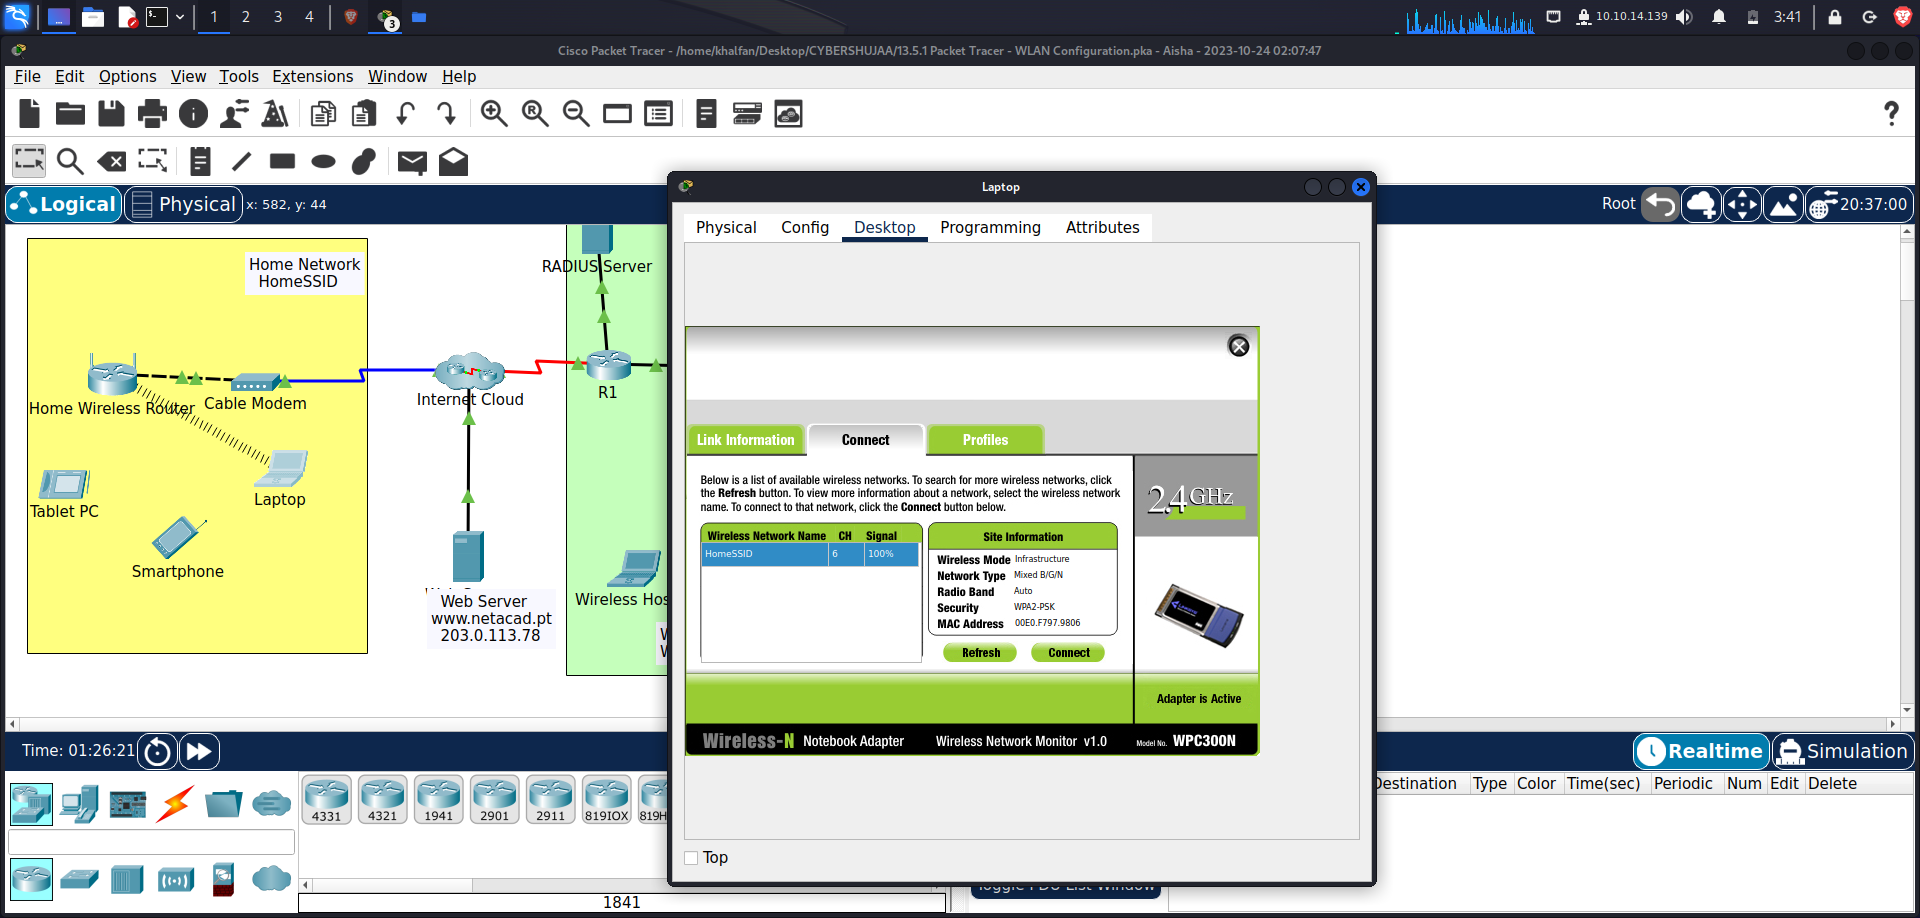 1
2
3
4
3
10.10.14.139
3:41
Cisco Packet Tracer - /home/khalfan/Desktop/CYBERSHUJAA/13.5.1 Packet Tracer - WLAN Configuration.pka - Aisha - 2023-10-24 02:07:47
File Edit Options View Tools Extensions Window Help
Logical
Physical
x: 582, y: 44
Root
20:37:00
Home Network
HomeSSID
Home Wireless Router
Cable Modem
Tablet PC
Laptop
Smartphone
Internet Cloud
Web Server
www.netacad.pt
203.0.113.78
RADIUS Server
R1
Wireless Hos
Laptop
Physical Config Desktop Programming Attributes
Link Information
Connect
Profiles
Below is a list of available wireless networks. To search for more wireless networks, click
the Refresh button. To view more information about a network, select the wireless network
name. To connect to that network, click the Connect button below.
Wireless Network Name CH Signal
HomeSSID 6 100%
Site Information
Wireless Mode Infrastructure
Network Type Mixed B/G/N
Radio Band Auto
Security WPA2-PSK
MAC Address 00E0.F797.9806
Refresh
Connect
2.4GHz
Adapter is Active
Wireless-N Notebook Adapter Wireless Network Monitor v1.0 Model No. WPC300N
Top
Time: 01:26:21
Realtime
Simulation
4331
4321
1941
2901
2911
819IOX
819H
1841
Destination Type Color Time(sec) Periodic Num Edit Delete
Toggle PDU List Window